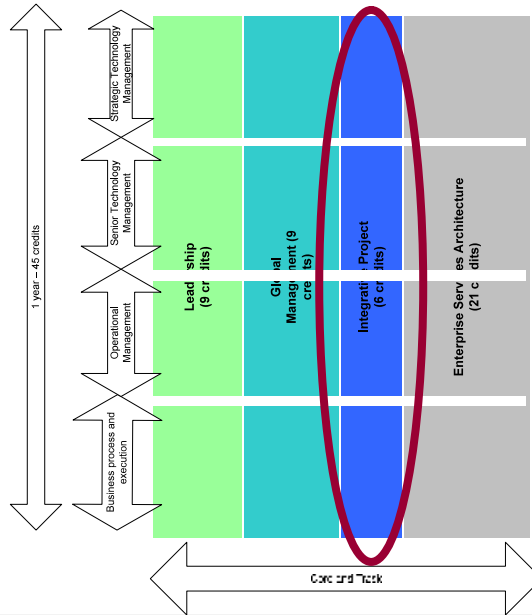 1 year – 45 credits
Strategic Technology
Management
Senior Technology
Management
Operational
Management
Business process and
execution
Leadership
(9 credits)
Global
Management (9
credits)
Integrative Project
(6 credits)
Enterprise Services Architecture
(21 credits)
Core and Track